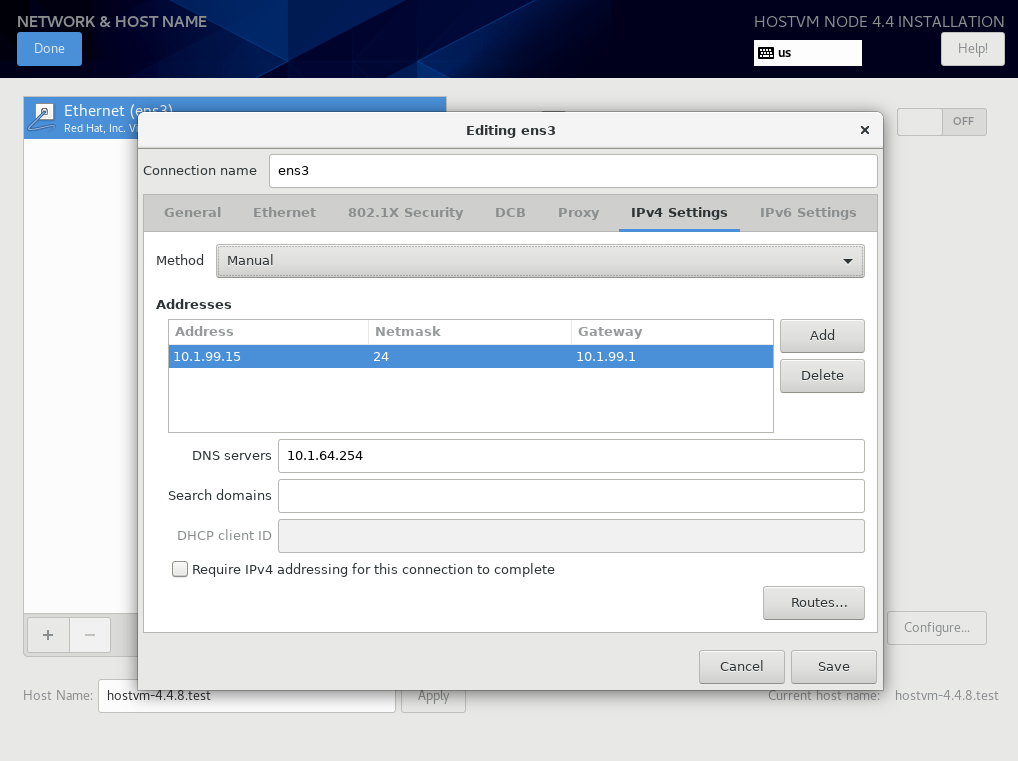 NETWORK & HOST NAME
HOSTVM NODE 4.4 INSTALLATION
Done
us
Help!
Ethernet (ens3)
Red Hat, Inc. Vi
OFF
Editing ens3
Connection name
ens3
General
Ethernet
802.1X Security
DCB
Proxy
IPv4 Settings
IPv6 Settings
Method
Manual
Addresses
Address
Netmask
Gateway
10.1.99.15
24
10.1.99.1
Add
Delete
DNS servers
10.1.64.254
Search domains
DHCP client ID
Require IPv4 addressing for this connection to complete
Routes...
+
−
Configure...
Cancel
Save
Host Name:
hostvm-4.4.8.test
Apply
Current host name:
hostvm-4.4.8.test